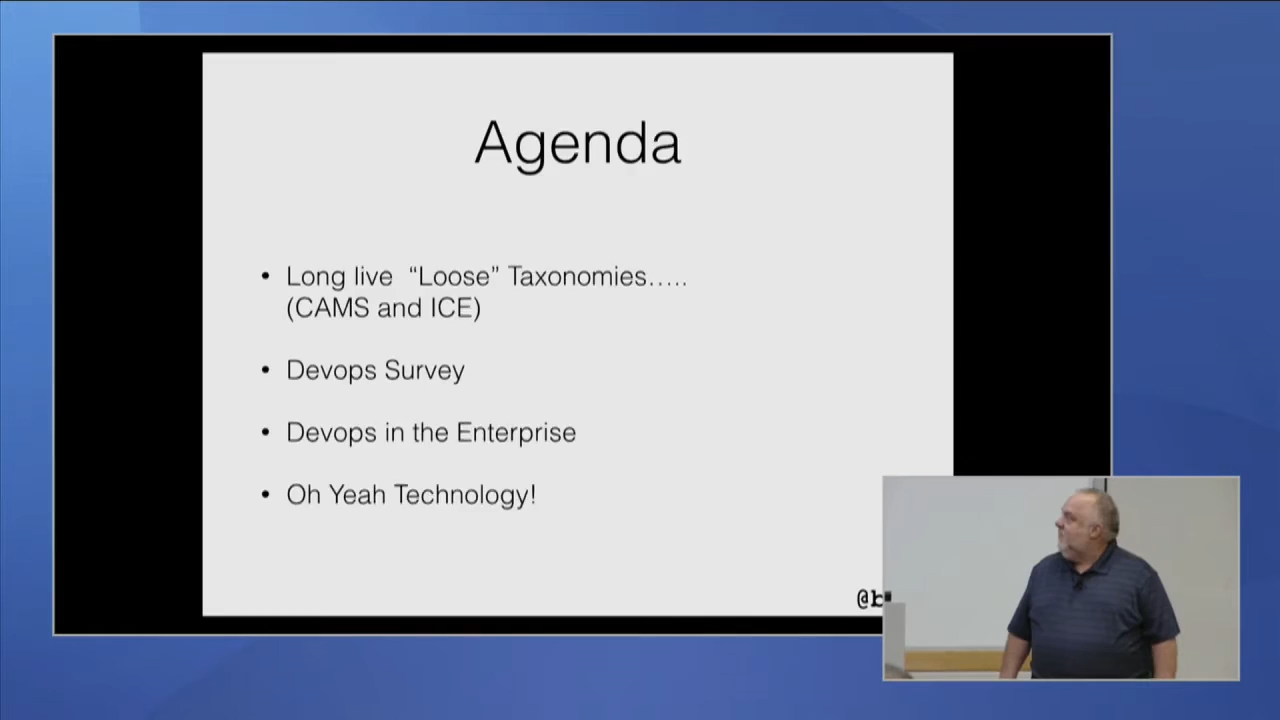 Agenda
• Long live “Loose” Taxonomies…..
(CAMS and ICE)
• Devops Survey
• Devops in the Enterprise
• Oh Yeah Technology!